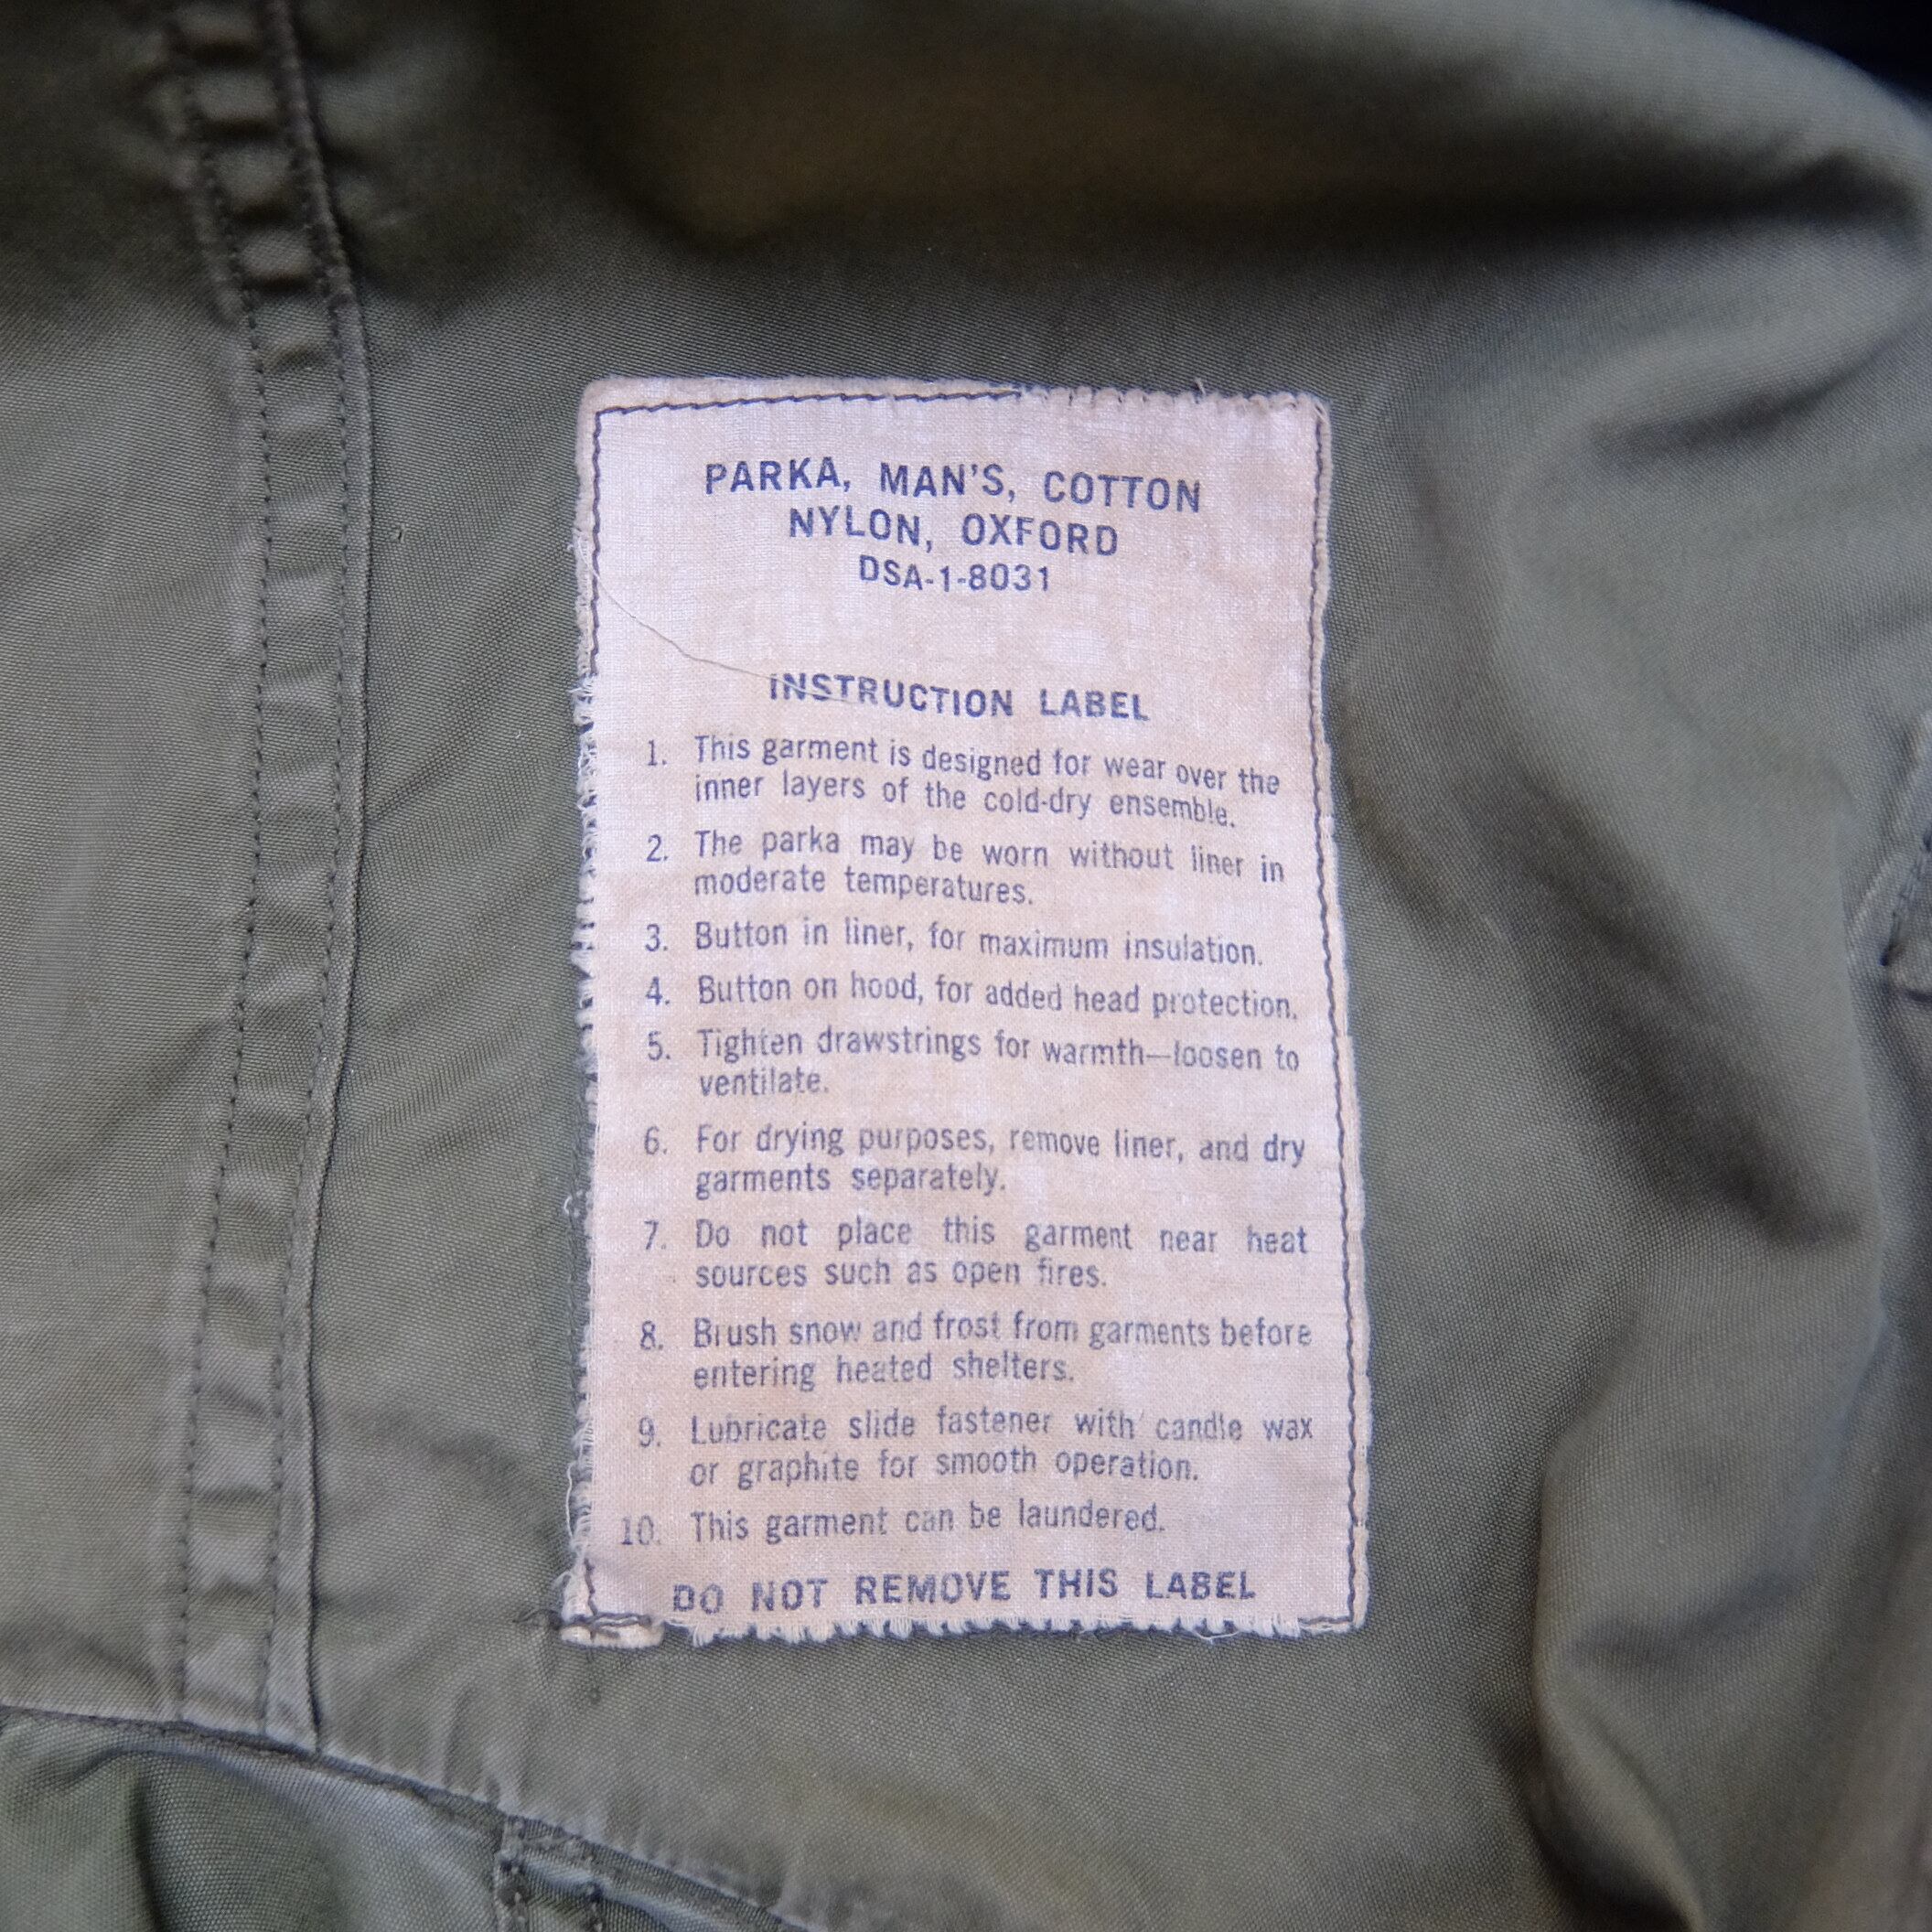 PARKA, MAN'S, COTTON
NYLON, OXFORD
DSA-1-8031
INSTRUCTION LABEL
1. This garment is designed for wear over the
inner layers of the cold-dry ensemble.
2. The parka may be worn without liner in
moderate temperatures.
3. Button in liner, for maximum insulation.
4. Button on hood, for added head protection.
5. Tighten drawstrings for warmth—loosen to
ventilate.
6. For drying purposes, remove liner, and dry
garments separately.
7. Do not place this garment near heat
sources such as open fires.
8. Brush snow and frost from garments before
entering heated shelters.
9. Lubricate slide fastener with candle wax
or graphite for smooth operation.
10. This garment can be laundered.
DO NOT REMOVE THIS LABEL